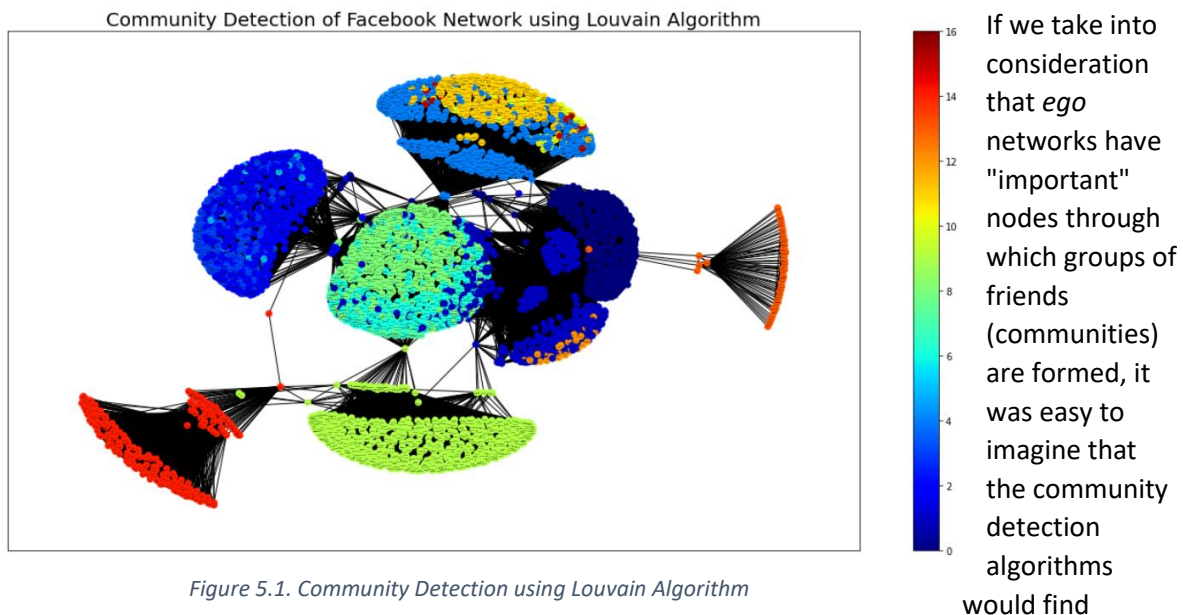 Community Detection of Facebook Network using Louvain Algorithm
16
14
12
10
8
6
4
2
0
Figure 5.1. Community Detection using Louvain Algorithm
If we take into
consideration
that ego
networks have
"important"
nodes through
which groups of
friends
(communities)
are formed, it
was easy to
imagine that
the community
detection
algorithms
would find